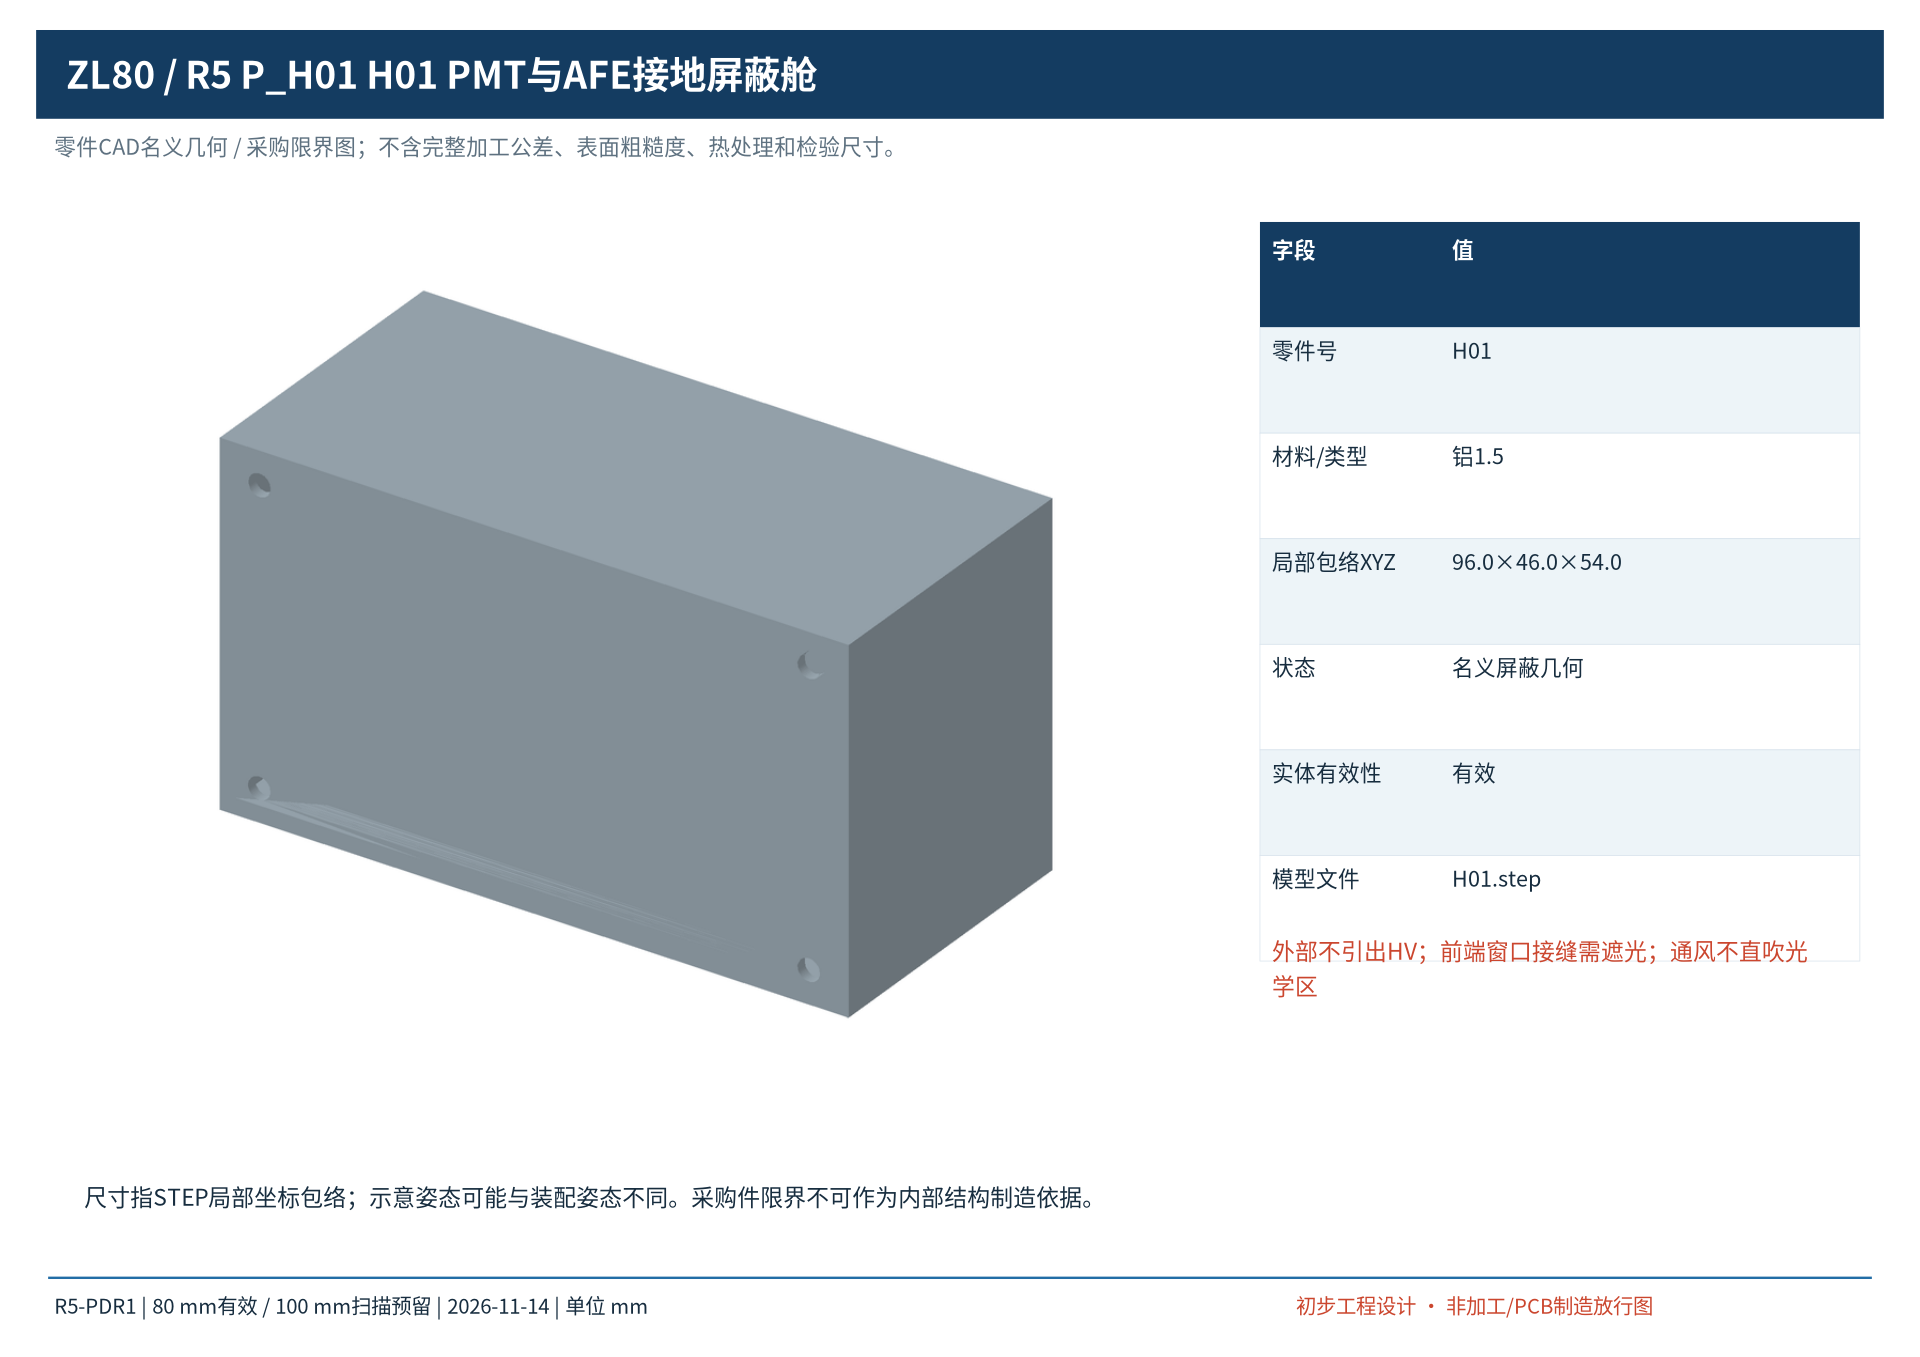 ZL80 / R5 P_H01 H01 PMT与AFE接地屏蔽舱
零件CAD名义几何 / 采购限界图；不含完整加工公差、表面粗糙度、热处理和检验尺寸。
字段 值
零件号 H01
材料/类型 铝1.5
局部包络XYZ 96.0×46.0×54.0
状态 名义屏蔽几何
实体有效性 有效
模型文件 H01.step
外部不引出HV；前端窗口接缝需遮光；通风不直吹光
学区
尺寸指STEP局部坐标包络；示意姿态可能与装配姿态不同。采购件限界不可作为内部结构制造依据。
R5-PDR1 | 80 mm有效 / 100 mm扫描预留 | 2026-11-14 | 单位 mm
初步工程设计 · 非加工/PCB制造放行图